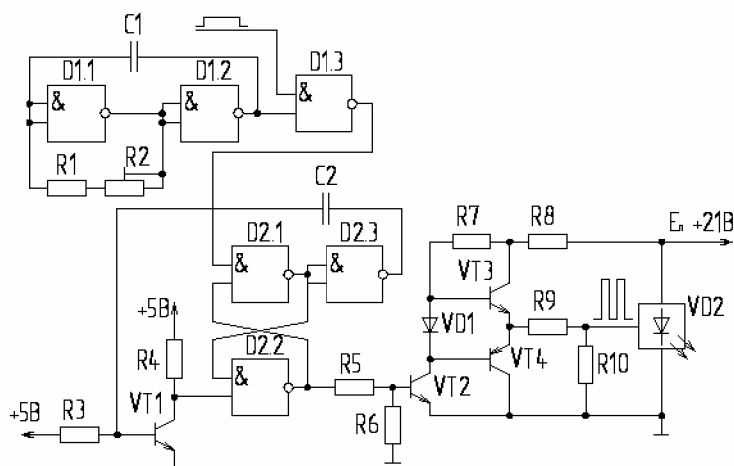 C1
D1.1
D1.2
D1.3
&
&
&
R1
R2
C2
D2.1
D2.3
&
&
R7
R8
Eп +21В
VT3
R9
VD1
VD2
+5В
R4
D2.2
VT4
R10
&
R5
VT2
VT1
R3
+5В
R6